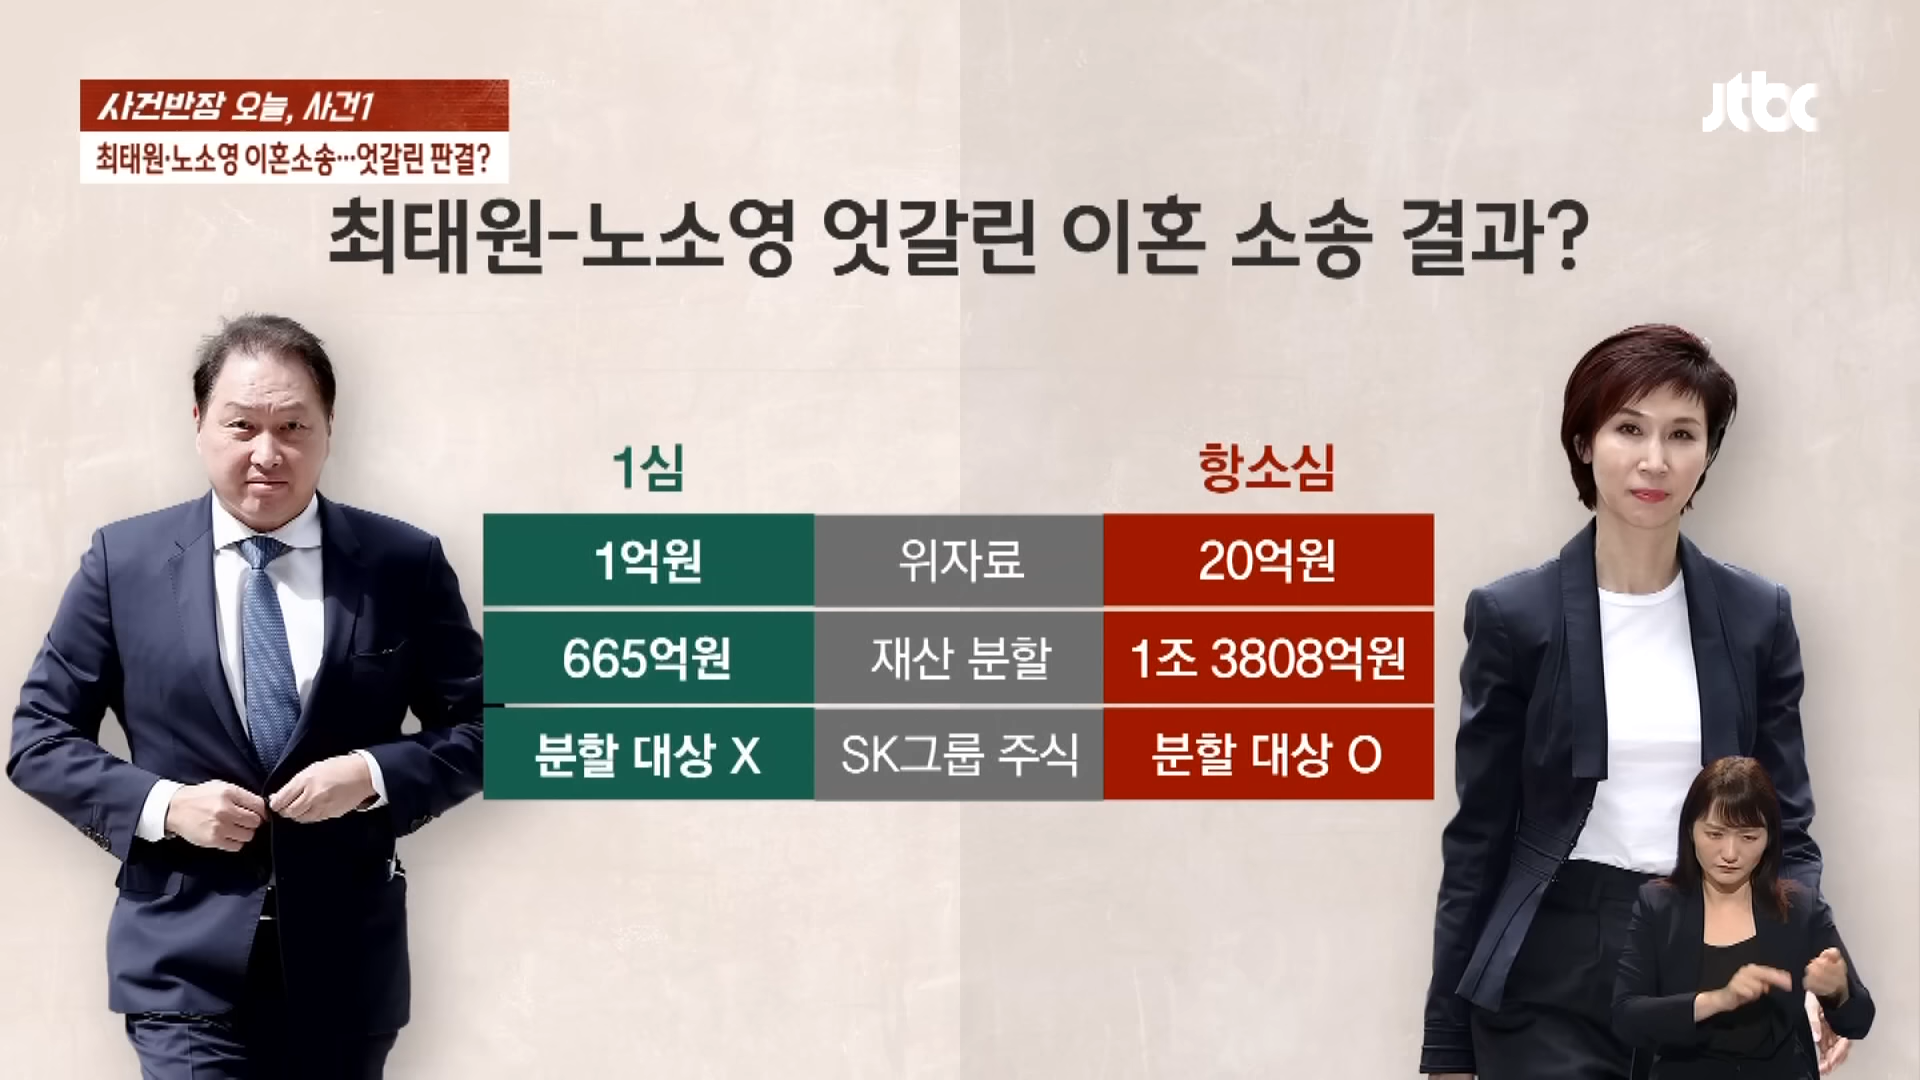 사건반장 오늘, 사건1
jtbc
최태원·노소영 이혼소송…엇갈린 판결?
최태원-노소영 엇갈린 이혼 소송 결과?
1심 항소심
1억원 위자료 20억원
665억원 재산 분할 1조 3808억원
분할 대상 X SK그룹 주식 분할 대상 O